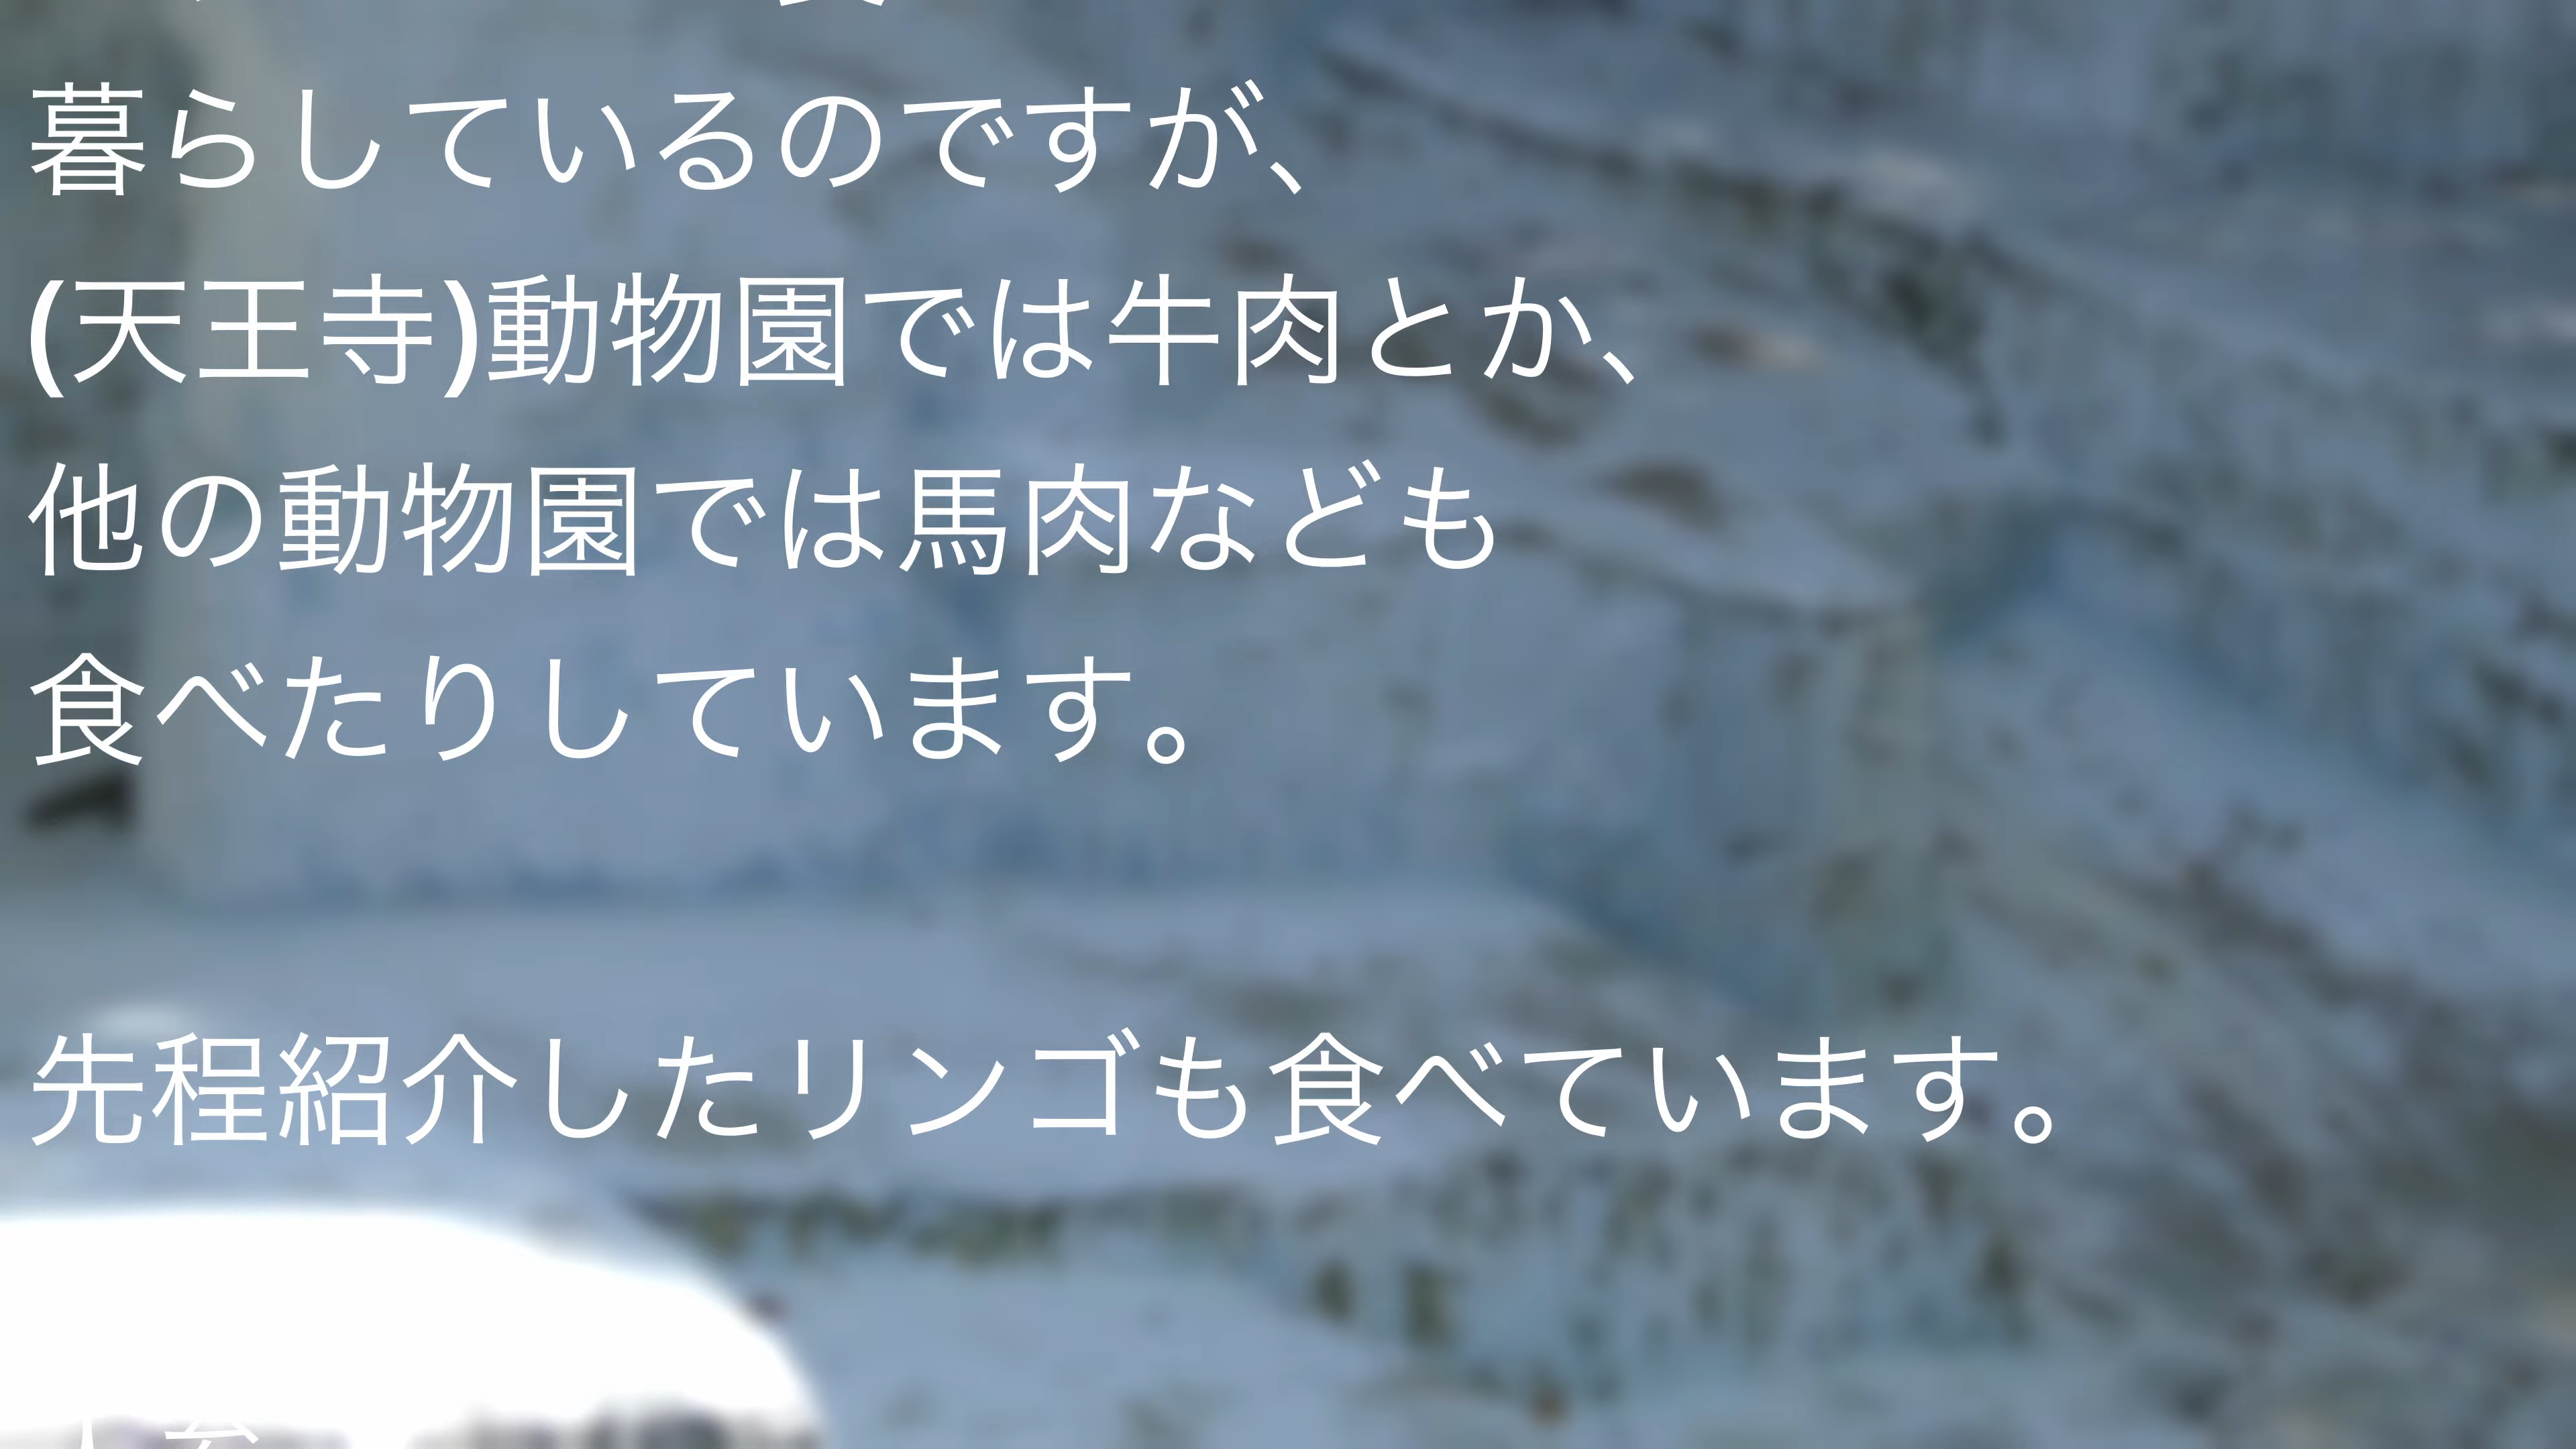 暮らしているのですが、
(天王寺)動物園では牛肉とか、
他の動物園では馬肉なども
食べたりしています。
先程紹介したリンゴも食べています。